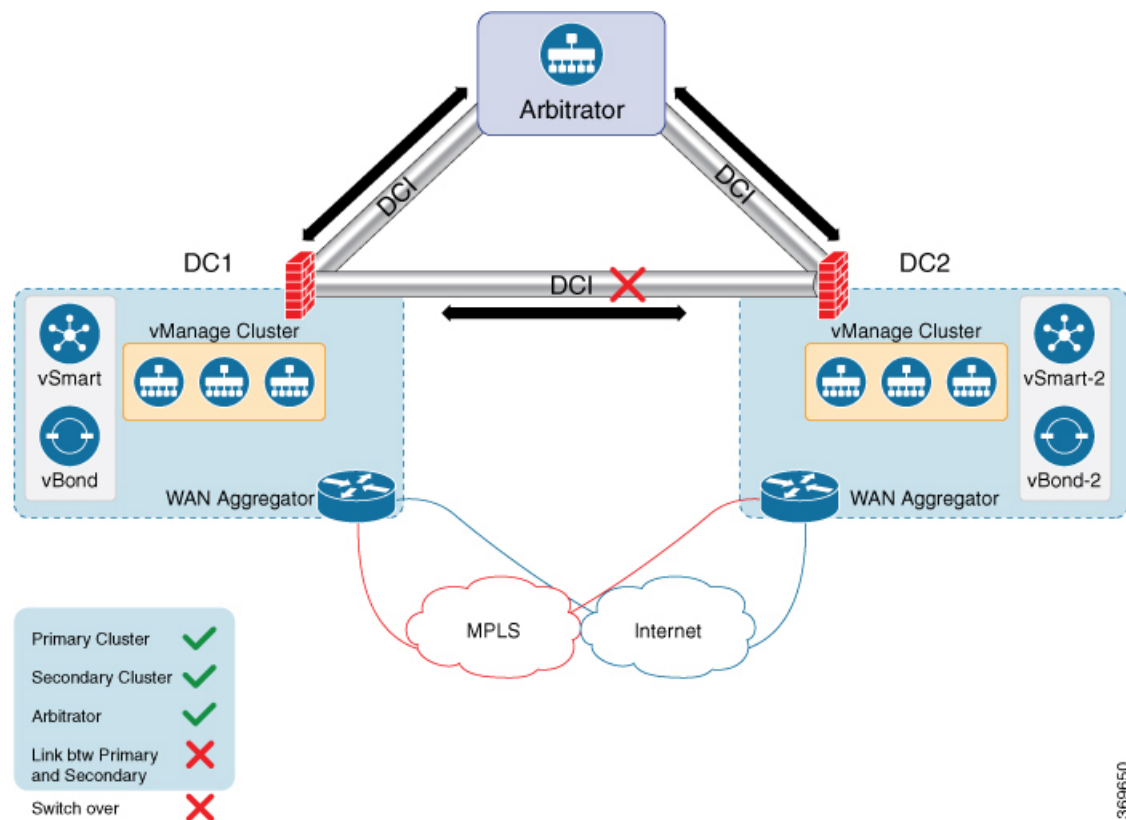 Arbitrator
DCI
DCI
DC1
DC2
DCI
vManage Cluster
vManage Cluster
vSmart
vSmart-2
vBond
vBond-2
WAN Aggregator
WAN Aggregator
MPLS
Internet
Primary Cluster
Secondary Cluster
Arbitrator
Link btw Primary
and Secondary
Switch over
369650